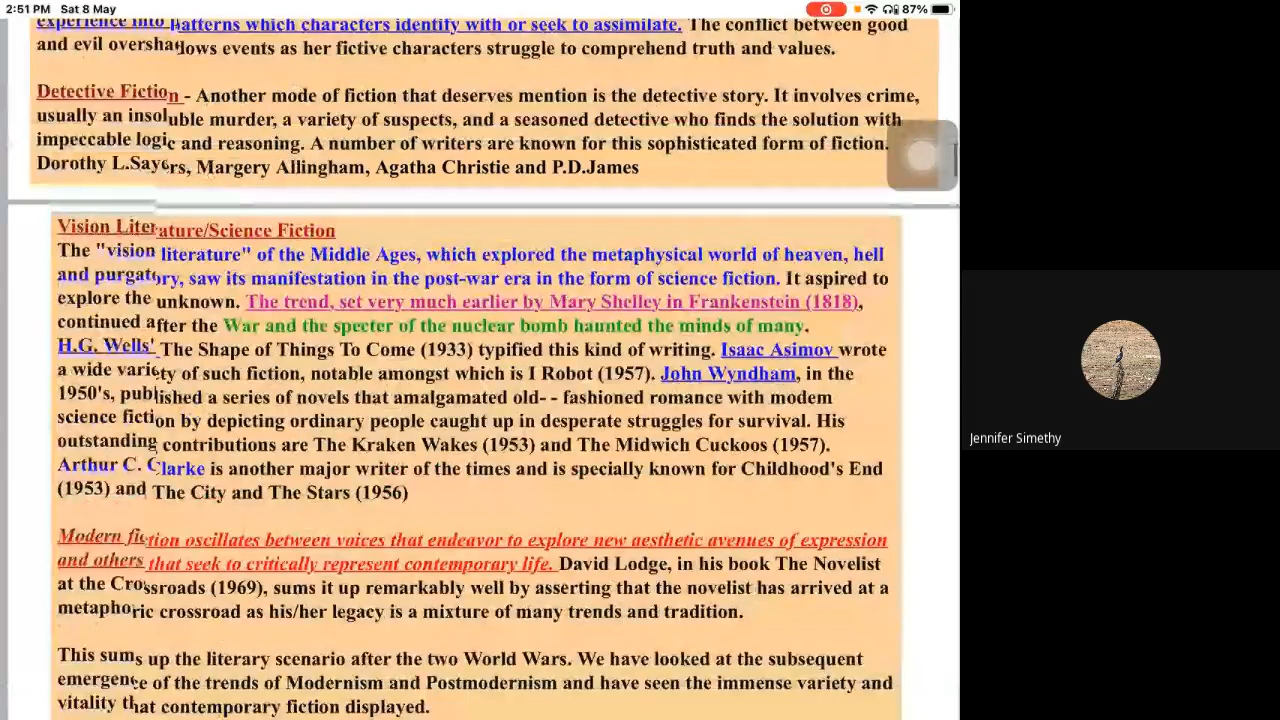 2:51 PM Sat 8 May 87%
experience into patterns which characters identify with or seek to assimilate. The conflict between good
and evil overshadows events as her fictive characters struggle to comprehend truth and values.
Detective Fiction - Another mode of fiction that deserves mention is the detective story. It involves crime,
usually an insoluble murder, a variety of suspects, and a seasoned detective who finds the solution with
impeccable logic and reasoning. A number of writers are known for this sophisticated form of fiction.
Dorothy L.Sayers, Margery Allingham, Agatha Christie and P.D.James
Vision Literature/Science Fiction
The "vision literature" of the Middle Ages, which explored the metaphysical world of heaven, hell
and purgatory, saw its manifestation in the post-war era in the form of science fiction. It aspired to
explore the unknown. The trend, set very much earlier by Mary Shelley in Frankenstein (1818),
continued after the War and the specter of the nuclear bomb haunted the minds of many.
H.G. Wells' The Shape of Things To Come (1933) typified this kind of writing. Isaac Asimov wrote
a wide variety of such fiction, notable amongst which is I Robot (1957). John Wyndham, in the
1950's, published a series of novels that amalgamated old- - fashioned romance with modem
science fiction by depicting ordinary people caught up in desperate struggles for survival. His
outstanding contributions are The Kraken Wakes (1953) and The Midwich Cuckoos (1957).
Arthur C. Clarke is another major writer of the times and is specially known for Childhood's End
(1953) and The City and The Stars (1956)
Modern fiction oscillates between voices that endeavor to explore new aesthetic avenues of expression
and others that seek to critically represent contemporary life. David Lodge, in his book The Novelist
at the Crossroads (1969), sums it up remarkably well by asserting that the novelist has arrived at a
metaphoric crossroad as his/her legacy is a mixture of many trends and tradition.
This sums up the literary scenario after the two World Wars. We have looked at the subsequent
emergence of the trends of Modernism and Postmodernism and have seen the immense variety and
vitality that contemporary fiction displayed.
Jennifer Simethy